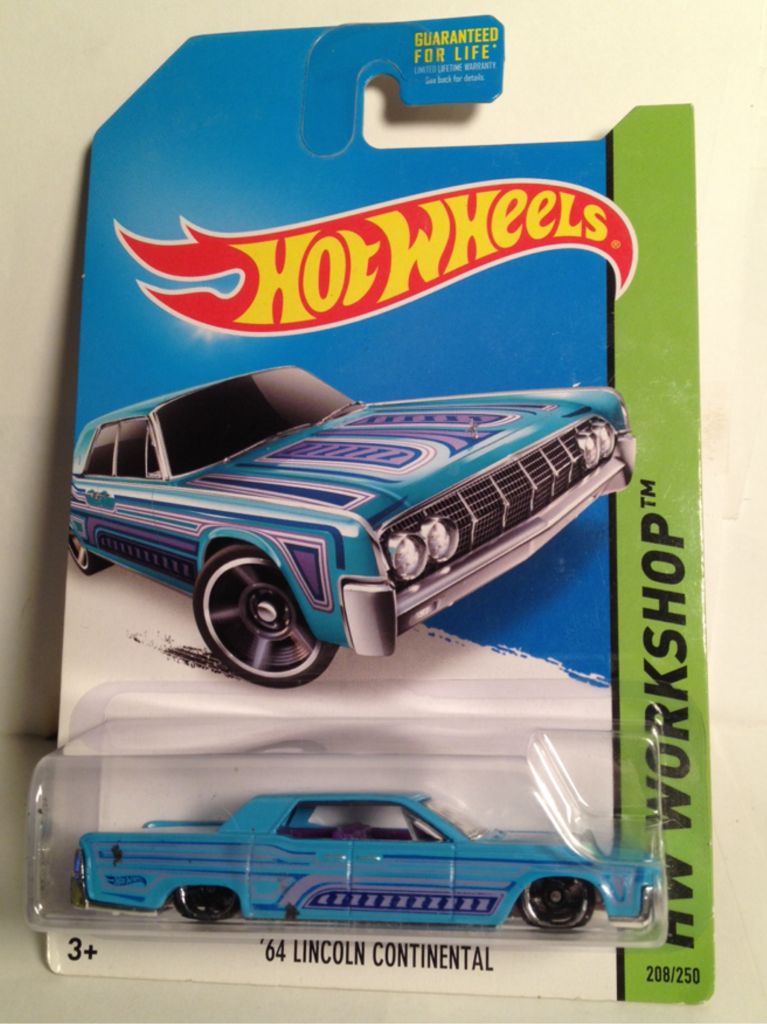 GUARANTEED
FOR LIFE*
LIMITED LIFETIME WARRANTY
See back for details.
HOT WHEELS®
HW WORKSHOP™
3+
'64 LINCOLN CONTINENTAL
208/250